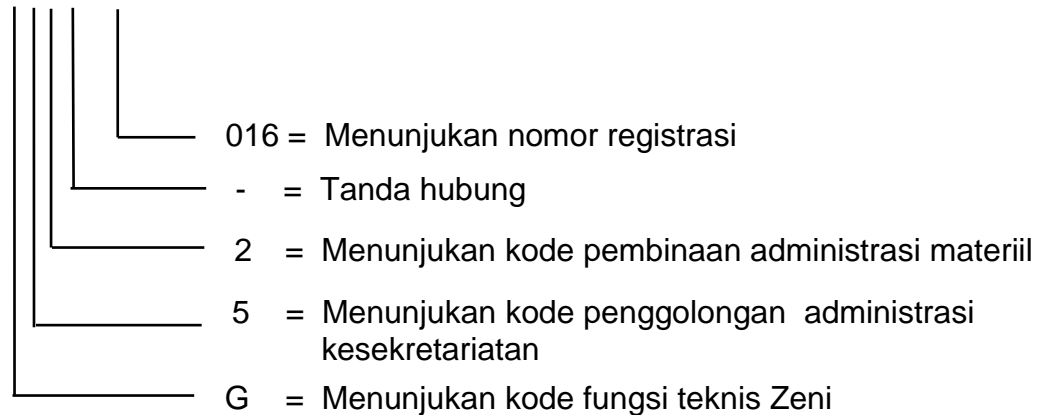 016 = Menunjukan nomor registrasi
- = Tanda hubung
2 = Menunjukan kode pembinaan administrasi materiil
5 = Menunjukan kode penggolongan administrasi
kesekretariatan
G = Menunjukan kode fungsi teknis Zeni